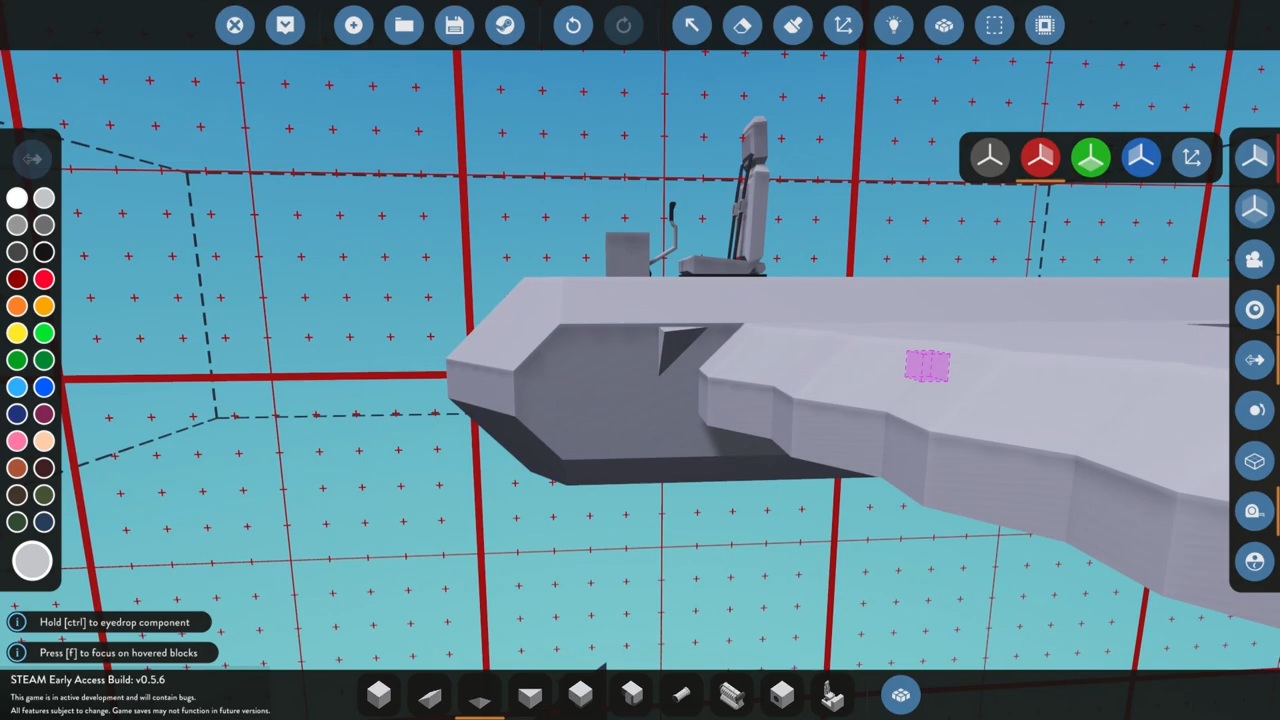 Hold [ctrl] to eyedrop component
Press [f] to focus on hovered blocks
STEAM Early Access Build: v0.5.6
This game is in active development and will contain bugs.
All features subject to change. Game saves may not function in future versions.